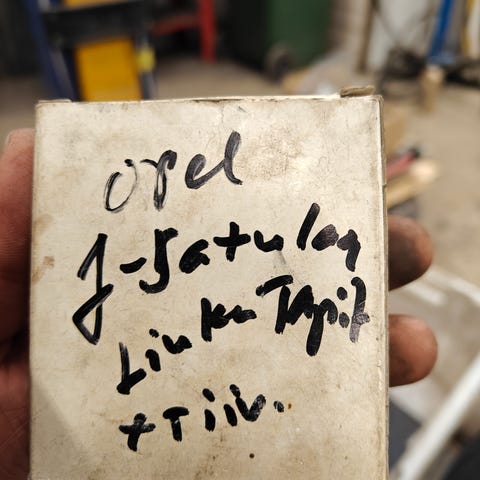 opel
J-Satulan
LiukuTapit
+Tiiv.